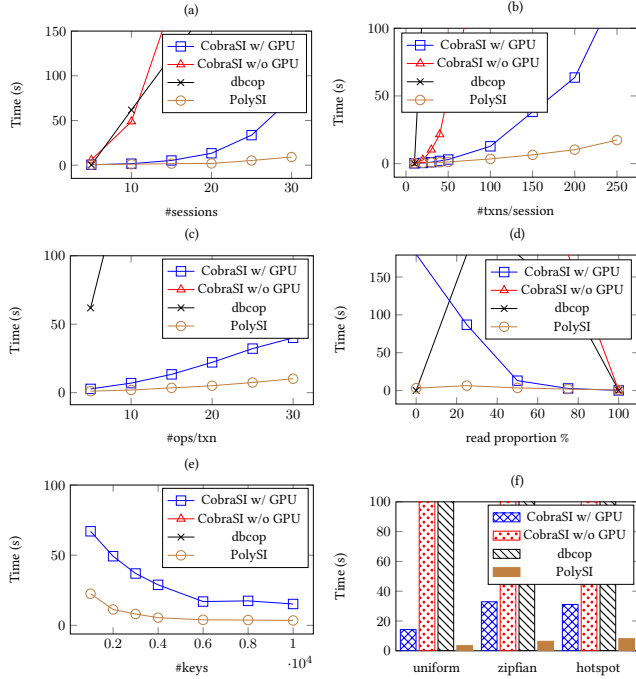 (a)
150
100
50
0
Time (s)
10
20
30
#sessions
CobraSI w/ GPU
CobraSI w/o GPU
dbcop
PolySI
(b)
100
50
0
Time (s)
0
50
100
150
200
250
#txns/session
CobraSI w/ GPU
CobraSI w/o GPU
dbcop
PolySI
(c)
100
50
0
Time (s)
10
20
30
#ops/txn
CobraSI w/ GPU
CobraSI w/o GPU
dbcop
PolySI
(d)
150
100
50
0
Time (s)
0
20
40
60
80
100
read proportion %
CobraSI w/ GPU
CobraSI w/o GPU
dbcop
PolySI
(e)
100
50
0
Time (s)
0.2
0.4
0.6
0.8
1
·10⁴
#keys
CobraSI w/ GPU
CobraSI w/o GPU
dbcop
PolySI
(f)
100
80
60
40
20
0
Time (s)
uniform
zipfian
hotspot
CobraSI w/ GPU
CobraSI w/o GPU
dbcop
PolySI